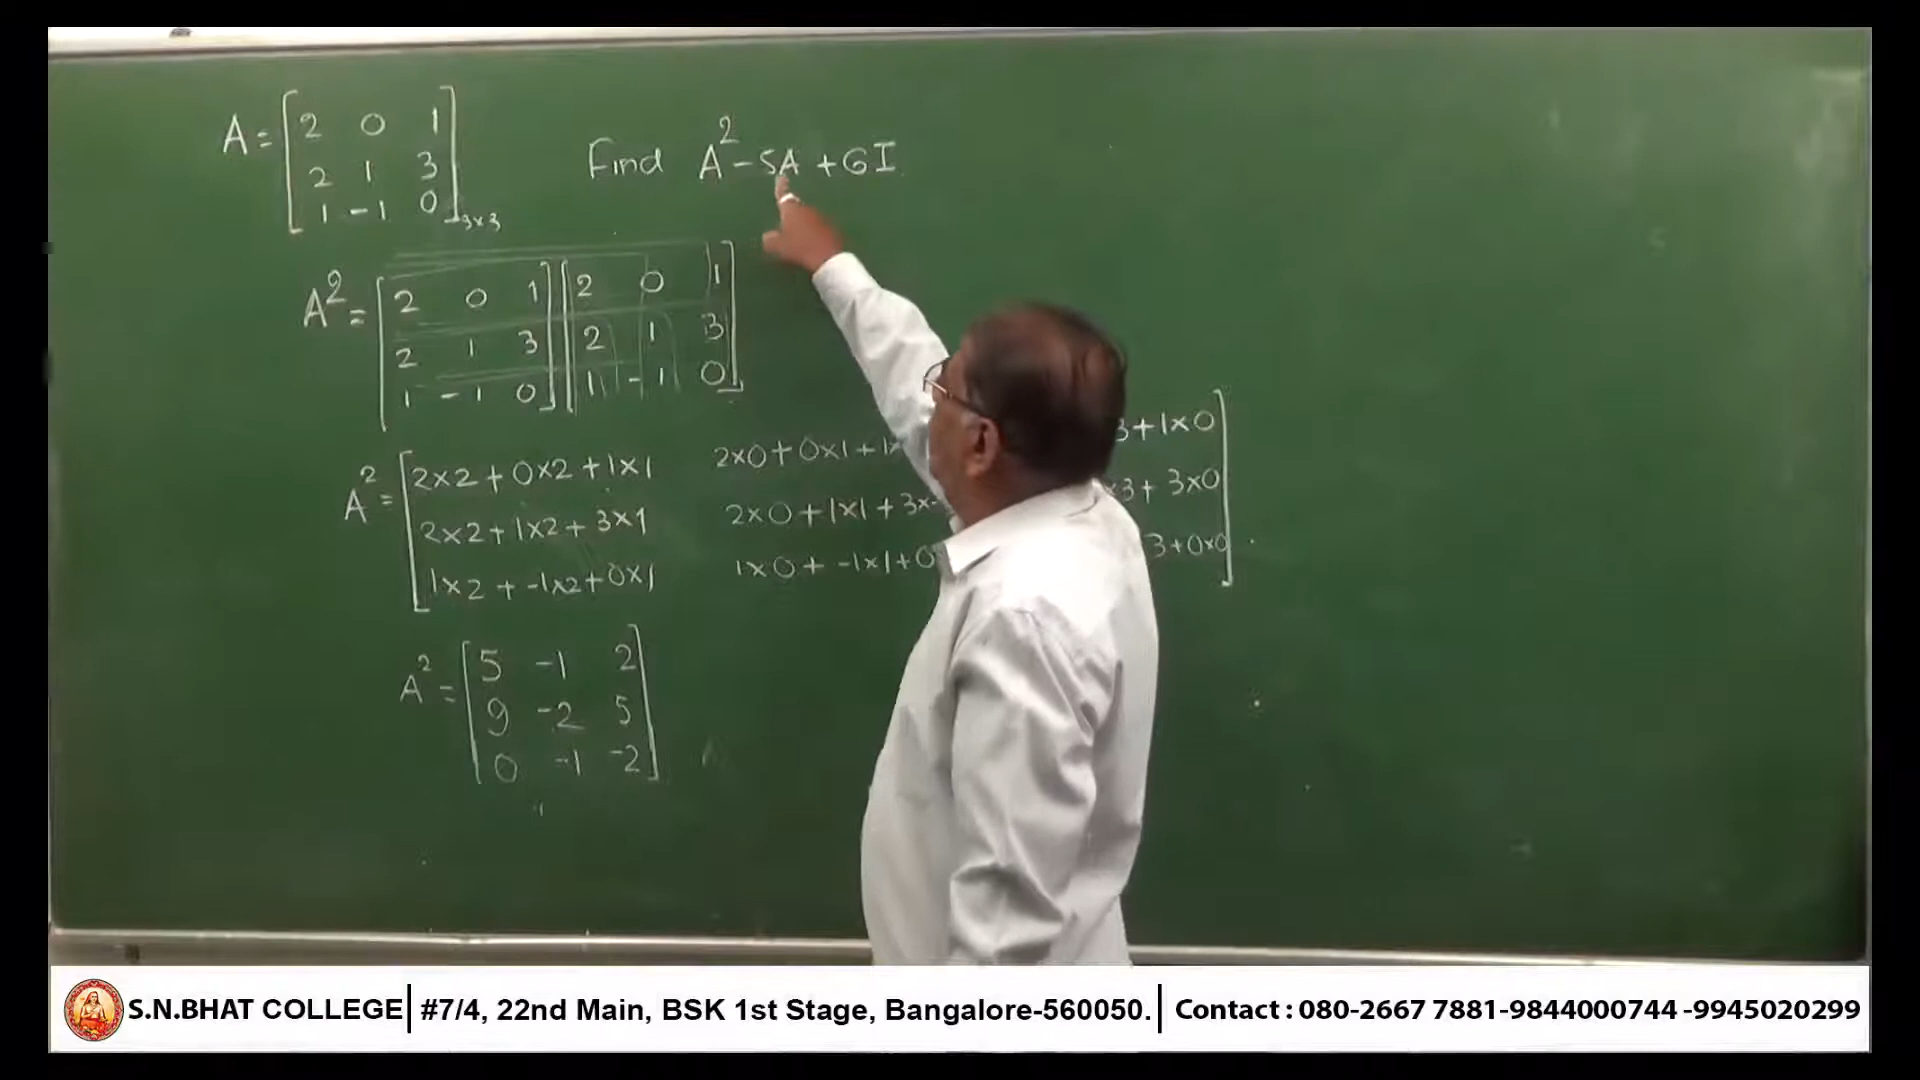 A = [2 0 1
2 1 3
1 -1 0]3×3
Find A² - 5A + 6I
A² = [2 0 1
2 1 3
1 -1 0] [2 0 1
2 1 3
1 -1 0]
A² = [2×2 + 0×2 + 1×1 2×0 + 0×1 + 1× 3 + 1×0
2×2 + 1×2 + 3×1 2×0 + 1×1 + 3×- ×3 + 3×0
1×2 + -1×2 + 0×1 1×0 + -1×1 + 0 3 + 0×0]
A² = [5 -1 2
9 -2 5
0 -1 -2]
S.N.BHAT COLLEGE | #7/4, 22nd Main, BSK 1st Stage, Bangalore-560050. | Contact : 080-2667 7881-9844000744 -9945020299